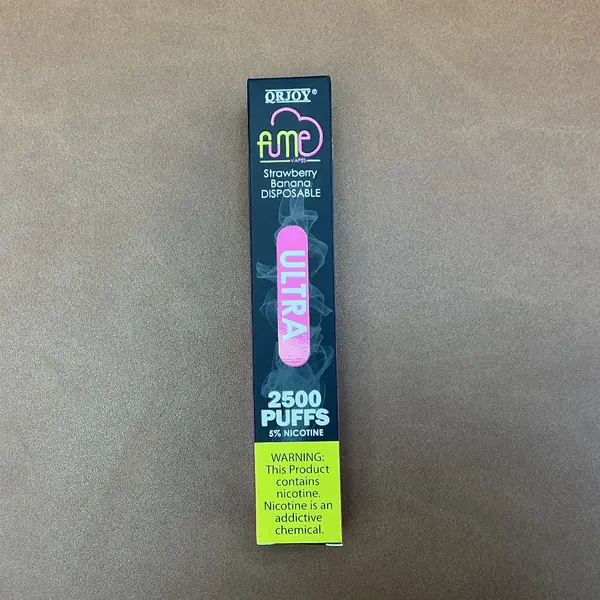 QRJOY®
fume
VAPES
Strawberry
Banana
DISPOSABLE
ULTRA
2500
PUFFS
5% NICOTINE
WARNING:
This Product
contains
nicotine.
Nicotine is an
addictive
chemical.